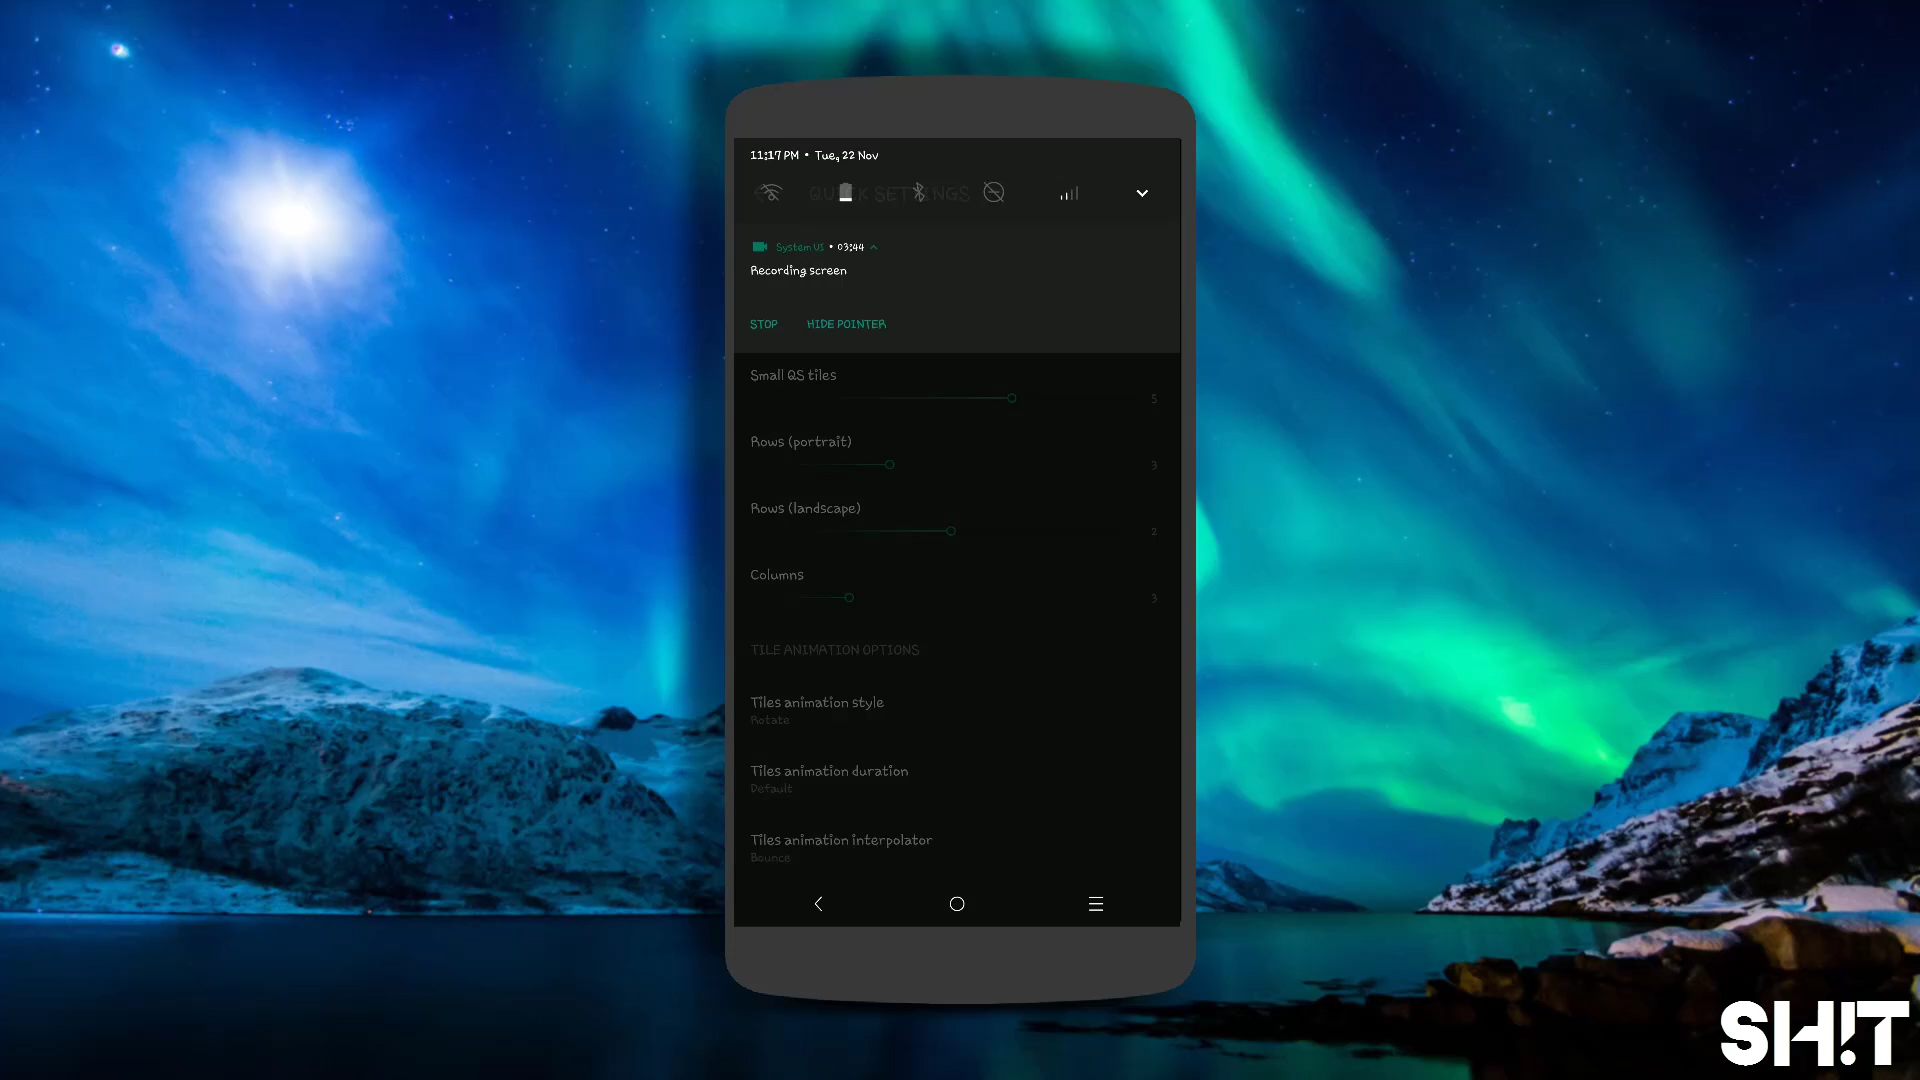 11:17 PM • Tue, 22 Nov
QUICK SETTINGS
System UI • 03:44
Recording screen
STOP HIDE POINTER
Small QS tiles
5
Rows (portrait)
3
Rows (landscape)
2
Columns
3
TILE ANIMATION OPTIONS
Tiles animation style
Rotate
Tiles animation duration
Default
Tiles animation interpolator
Bounce
SH!T